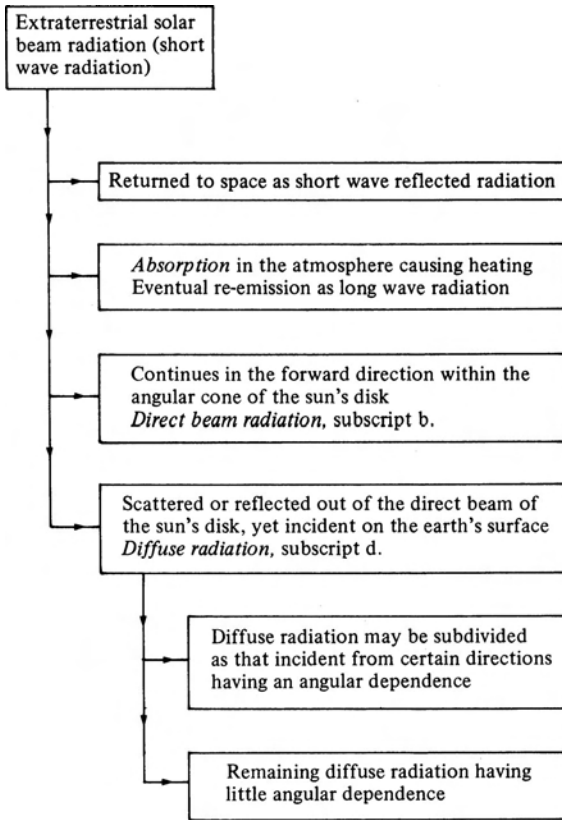 Extraterrestrial solar
beam radiation (short
wave radiation)
Returned to space as short wave reflected radiation
Absorption in the atmosphere causing heating
Eventual re-emission as long wave radiation
Continues in the forward direction within the
angular cone of the sun's disk
Direct beam radiation, subscript b.
Scattered or reflected out of the direct beam of
the sun's disk, yet incident on the earth's surface
Diffuse radiation, subscript d.
Diffuse radiation may be subdivided
as that incident from certain directions
having an angular dependence
Remaining diffuse radiation having
little angular dependence